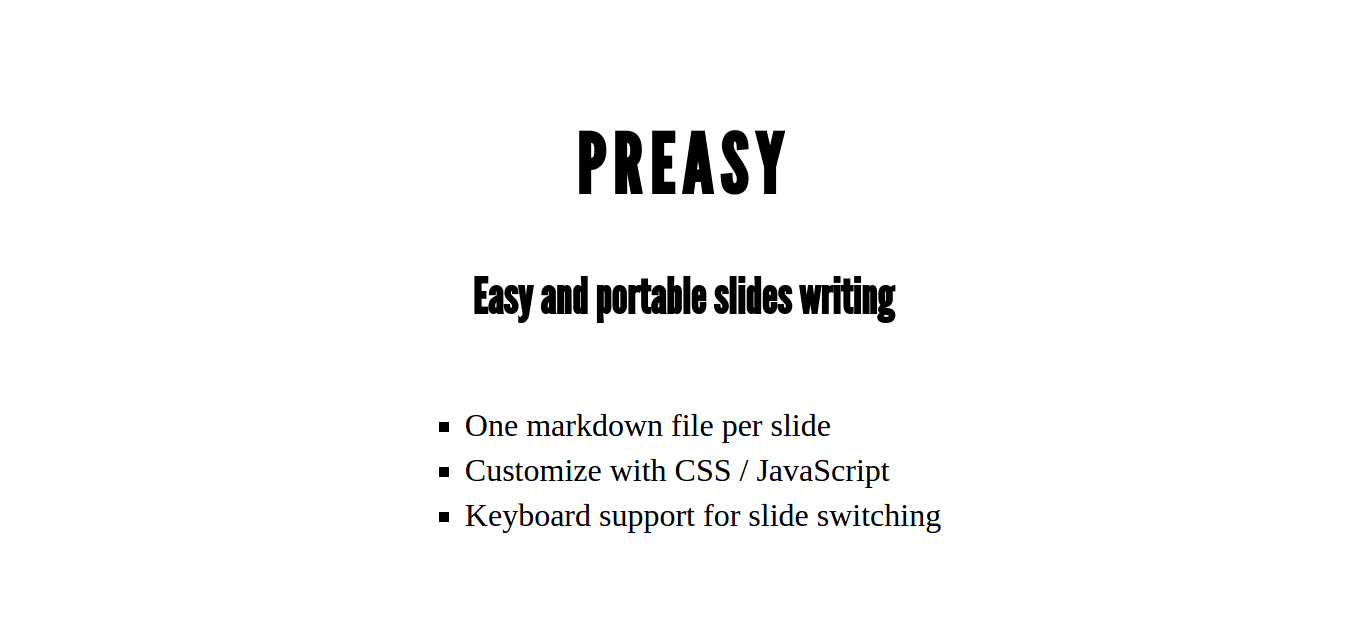 PREASY
Easy and portable slides writing
One markdown file per slide
Customize with CSS / JavaScript
Keyboard support for slide switching